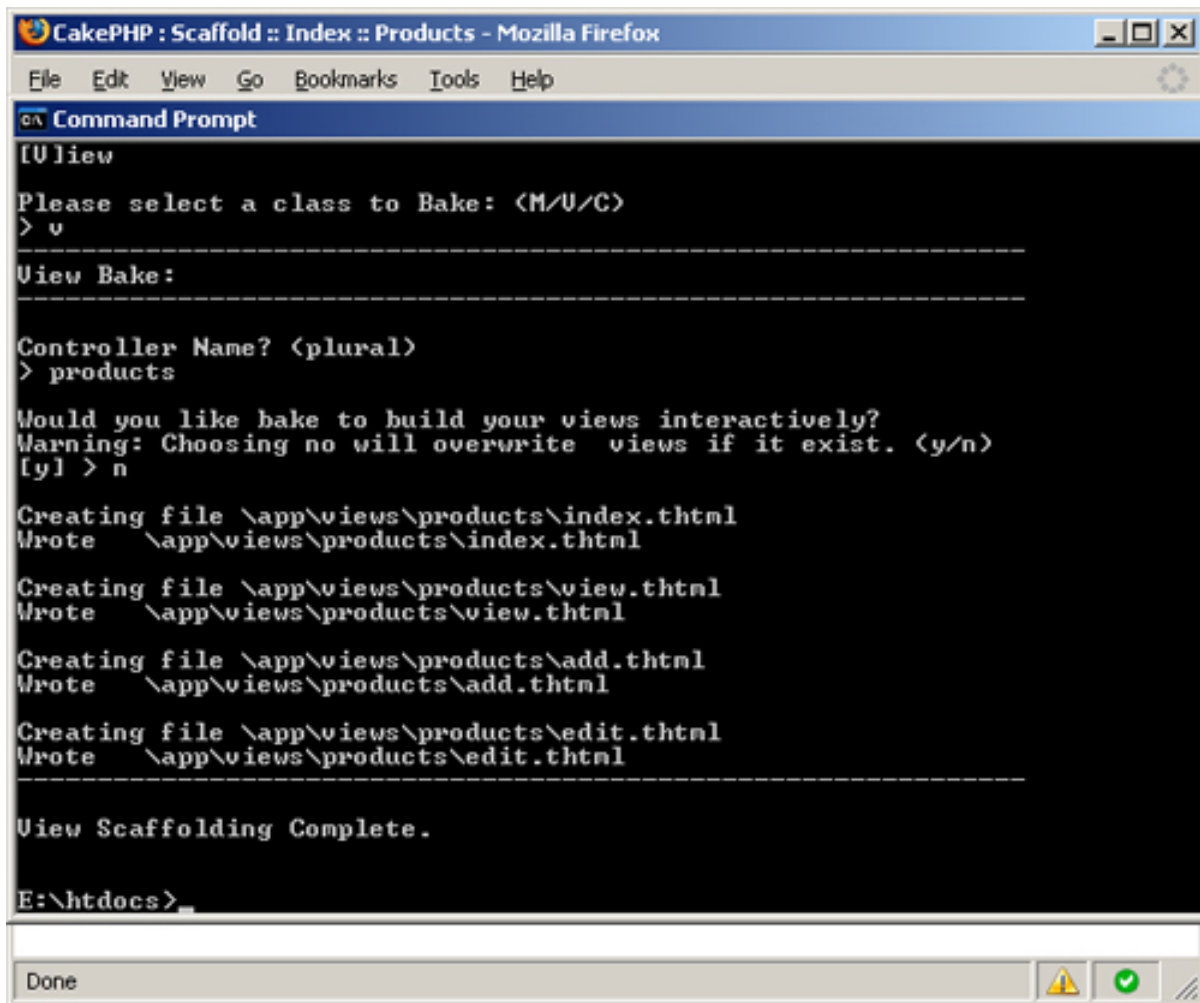 CakePHP : Scaffold :: Index :: Products - Mozilla Firefox
File Edit View Go Bookmarks Tools Help
Command Prompt
[V]iew
Please select a class to Bake: (M/V/C)
> v
---------------------------------------------------------------
View Bake:
---------------------------------------------------------------
Controller Name? (plural)
> products
Would you like bake to build your views interactively?
Warning: Choosing no will overwrite  views if it exist. (y/n)
[y] > n
Creating file \app\views\products\index.thtml
Wrote   \app\views\products\index.thtml
Creating file \app\views\products\view.thtml
Wrote   \app\views\products\view.thtml
Creating file \app\views\products\add.thtml
Wrote   \app\views\products\add.thtml
Creating file \app\views\products\edit.thtml
Wrote   \app\views\products\edit.thtml
---------------------------------------------------------------
View Scaffolding Complete.
E:\htdocs>_
Done